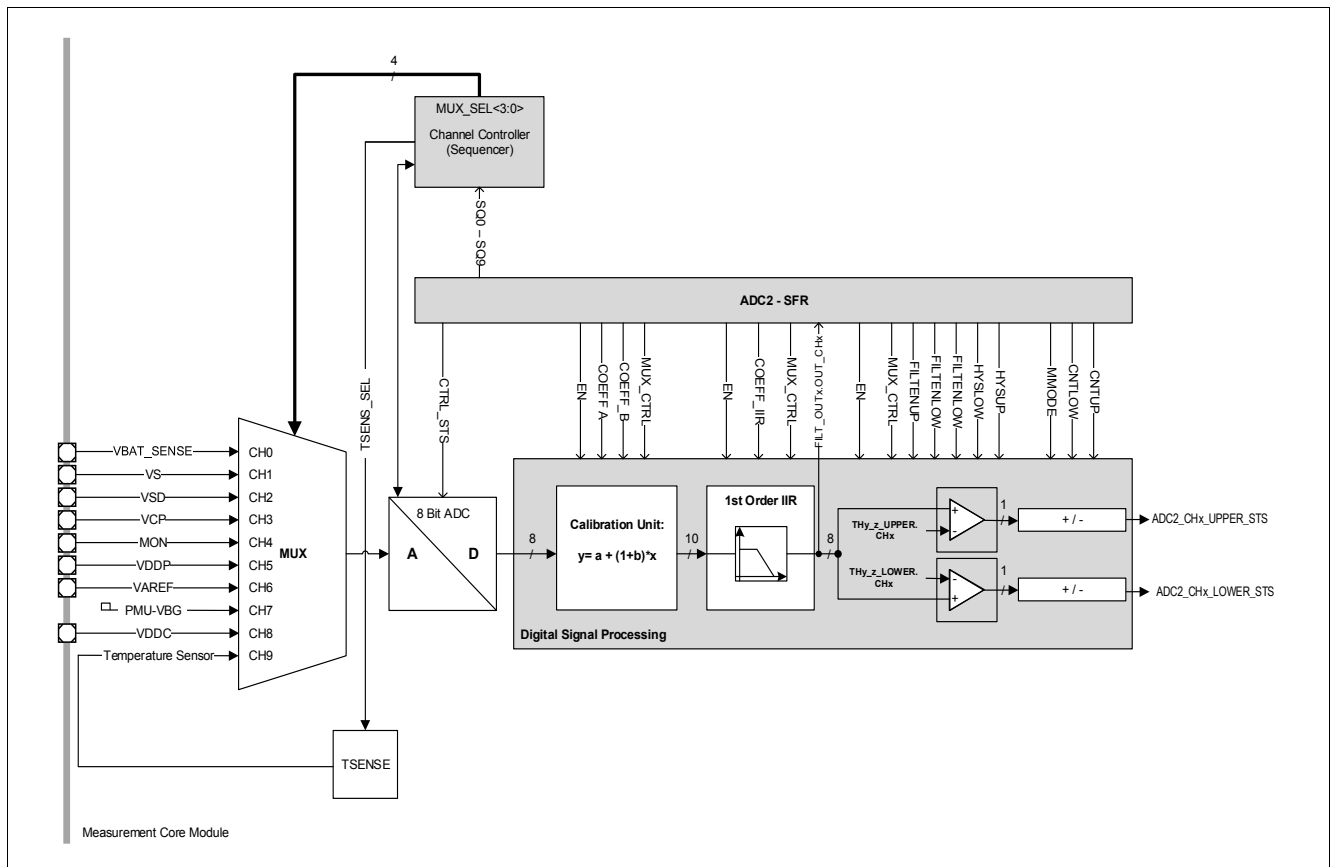 4
MUX_SEL<3:0>
Channel Controller
(Sequencer)
SQ0 – SQ9
ADC2 - SFR
TSENS_SEL
CTRL_STS
EN
COEFF A
COEFF_B
MUX_CTRL
EN
COEFF_IIR
MUX_CTRL
FILT_OUTx.OUT_CHx
EN
MUX_CTRL
FILTENUP
FILTENLOW
FILTENLOW
HYSLOW
HYSUP
MMODE
CNTLOW
CNTUP
VBAT_SENSE
VS
VSD
VCP
MON
VDDP
VAREF
PMU-VBG
VDDC
Temperature Sensor
CH0
CH1
CH2
CH3
CH4
CH5
CH6
CH7
CH8
CH9
MUX
8 Bit ADC
A
D
8
Calibration Unit:
y= a + (1+b)*x
10
1st Order IIR
8
THy_z_UPPER.
CHx
+
-
1
+ / -
ADC2_CHx_UPPER_STS
THy_z_LOWER.
CHx
-
+
1
+ / -
ADC2_CHx_LOWER_STS
Digital Signal Processing
TSENSE
Measurement Core Module